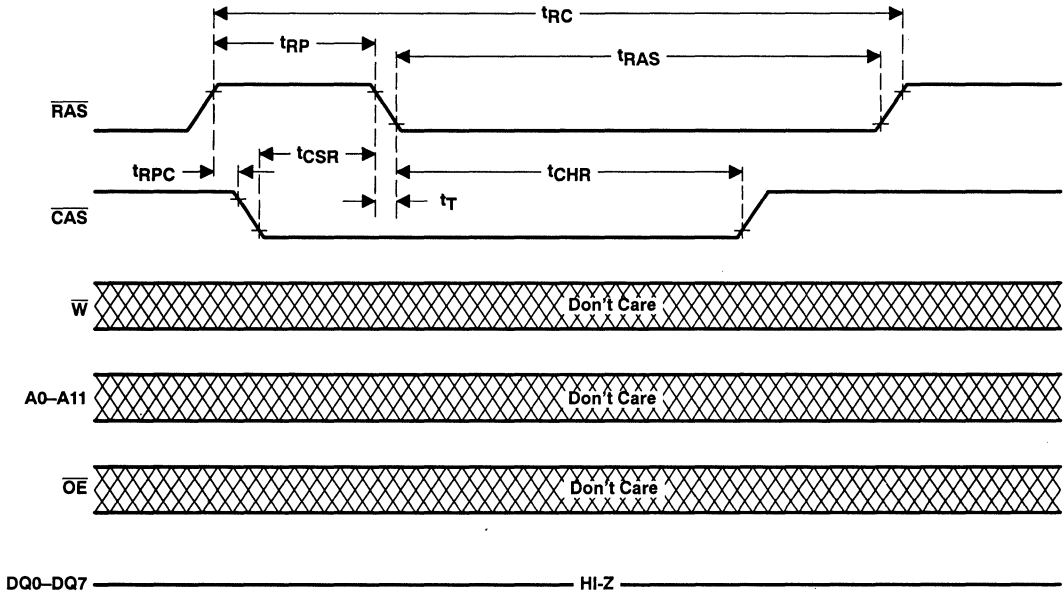 tRC
tRP
tRAS
RAS
tCSR
tRPC
tCHR
tT
CAS
W
Don't Care
A0–A11
Don't Care
OE
Don't Care
DQ0–DQ7
HI-Z